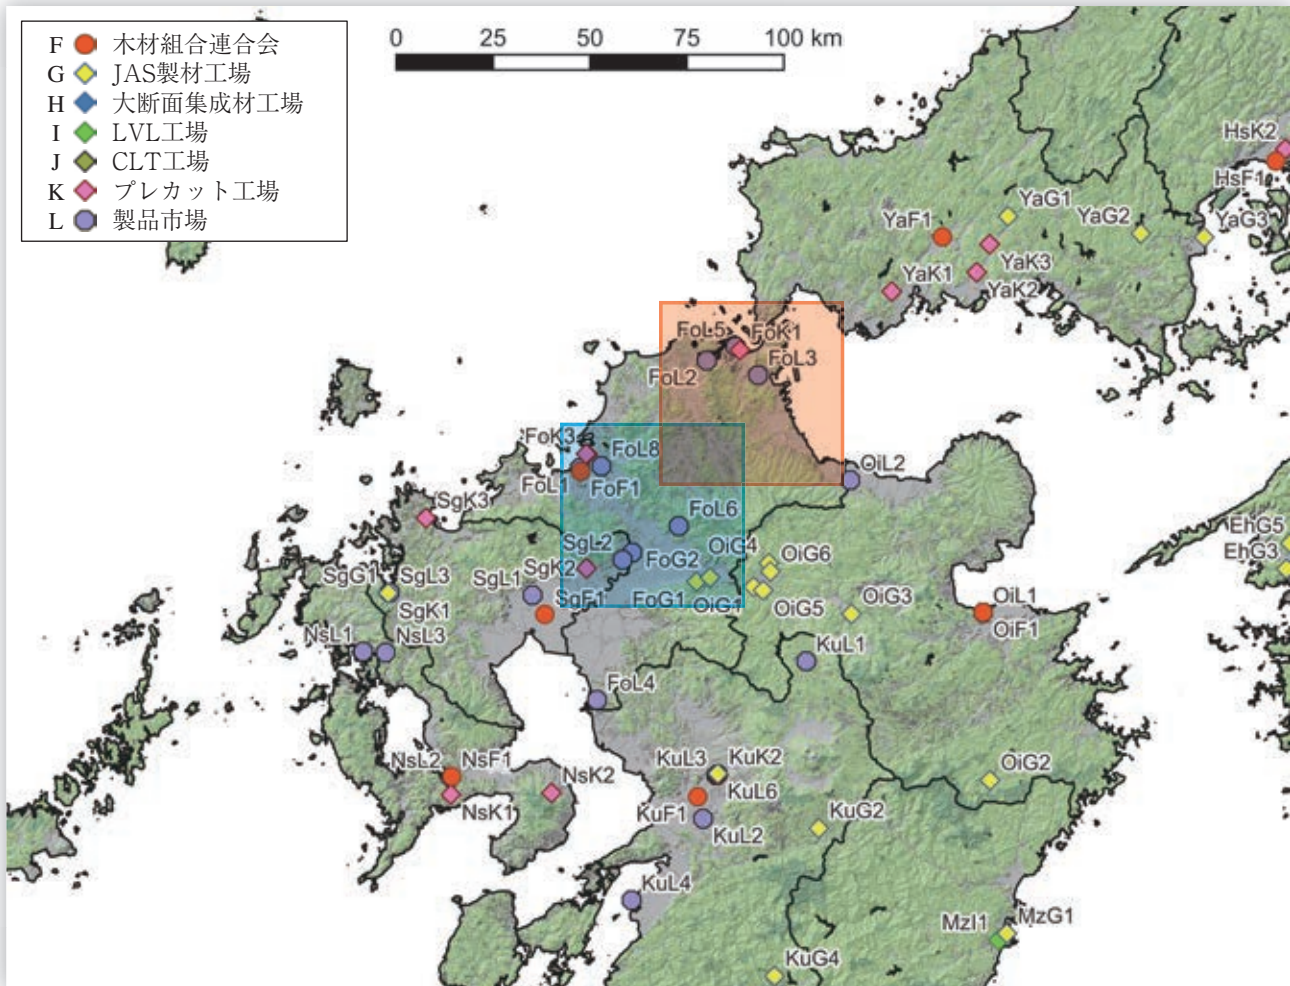 F 木材組合連合会
G JAS製材工場
H 大断面集成材工場
I LVL工場
J CLT工場
K プレカット工場
L 製品市場
0 25 50 75 100 km
HsK2
HsF1
YaG1
YaF1
YaG2
YaG3
YaK3
YaK1
YaK2
FoL5
FoK1
FoL3
FoL2
FoK3
FoL8
FoL1
FoF1
OiL2
SgK3
FoL6
SgL2
FoG2
OiG4
OiG6
EhG5
EhG3
SgG1
SgL3
SgL1
SgK2
SgK1
SgF1
FoG1
OiG1
OiG5
OiG3
OiL1
OiF1
NsL1
NsL3
KuL1
FoL4
NsL2
NsF1
NsK2
NsK1
KuL3
KuK2
KuL6
KuF1
KuL2
KuG2
OiG2
KuL4
MzI1
MzG1
KuG4